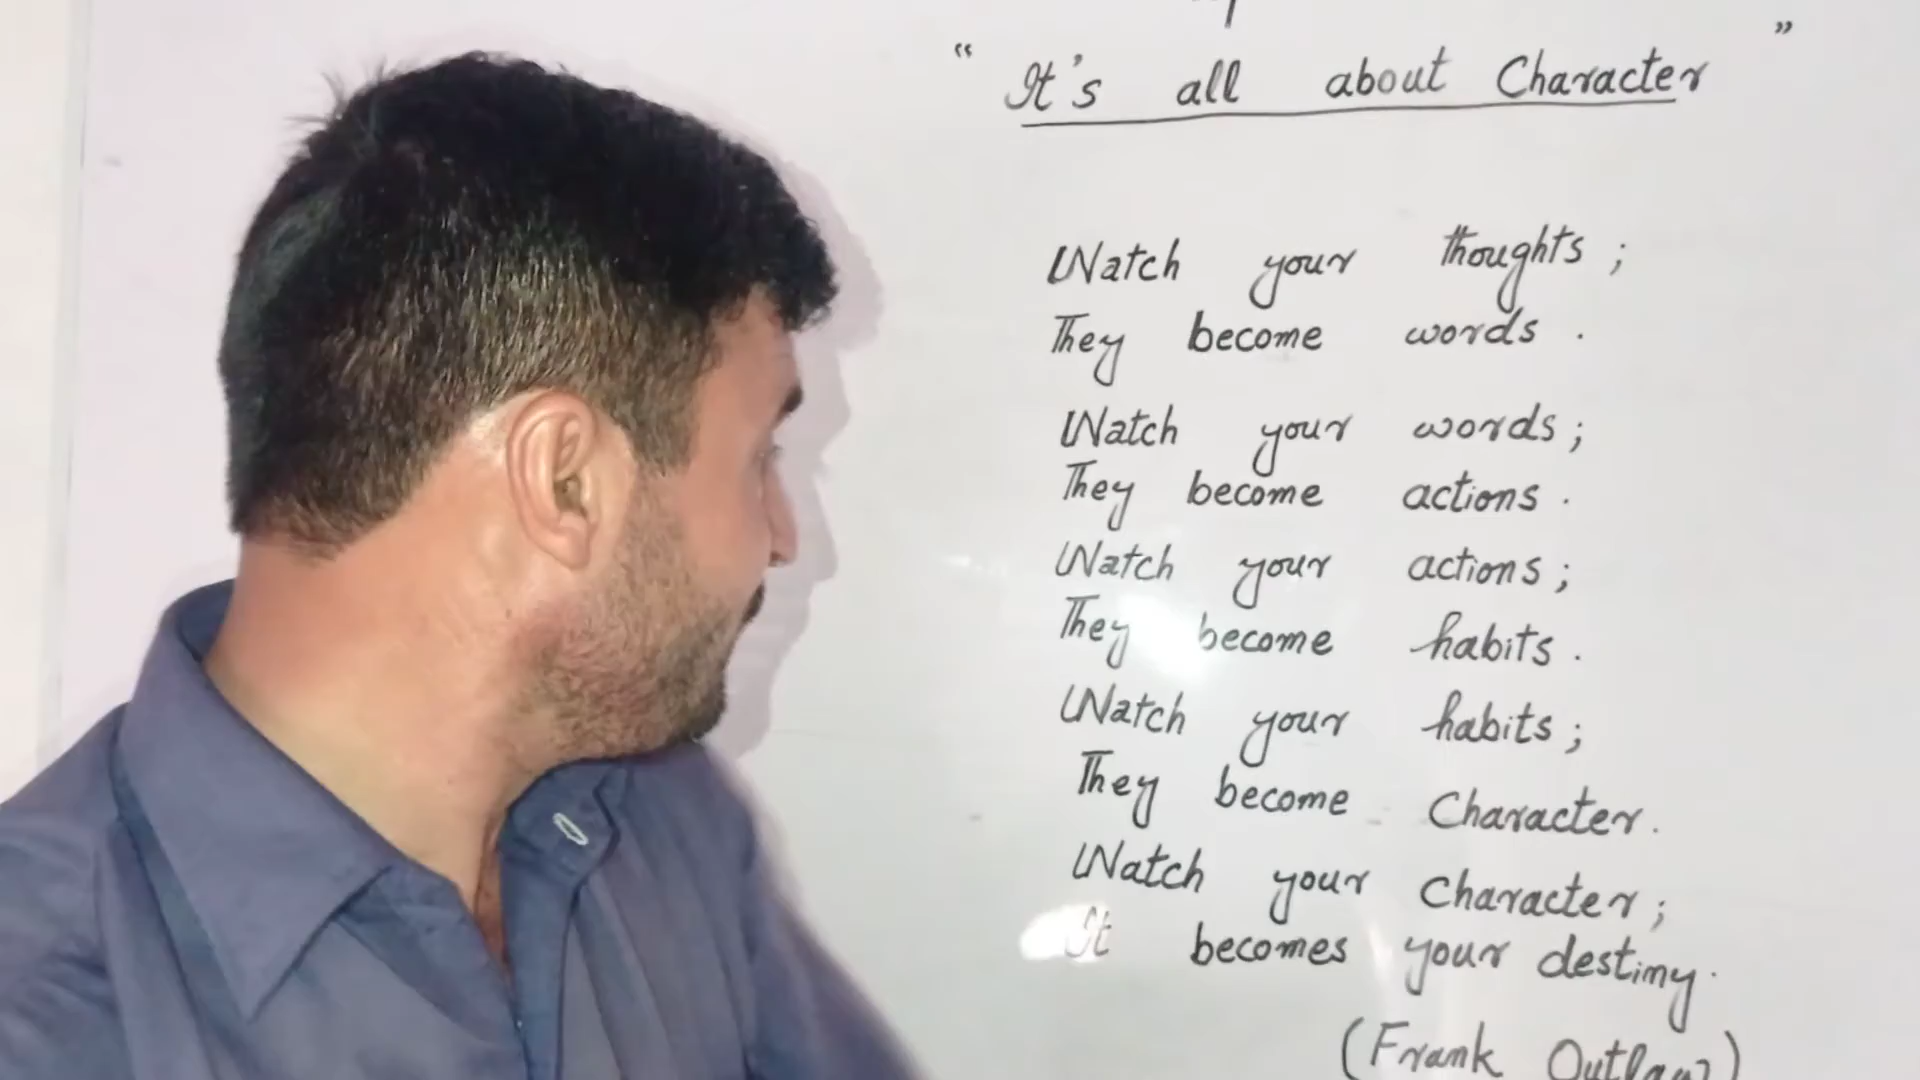 “ It's all about Character ”
Watch your thoughts;
They become words.
Watch your words;
They become actions.
Watch your actions;
They become habits.
Watch your habits;
They become Character.
Watch your Character;
It becomes your destiny.
(Frank Outlaw)